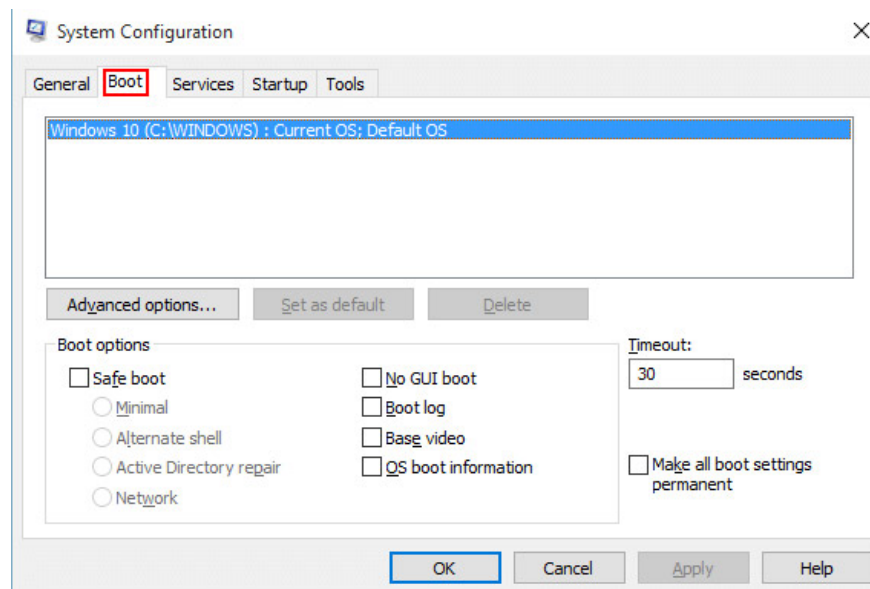 System Configuration
General Boot Services Startup Tools
Windows 10 (C:\WINDOWS) : Current OS; Default OS
Advanced options... Set as default Delete
Boot options
Timeout:
Safe boot
No GUI boot
30 seconds
Minimal
Boot log
Alternate shell
Base video
Active Directory repair
OS boot information
Make all boot settings
permanent
Network
OK Cancel Apply Help